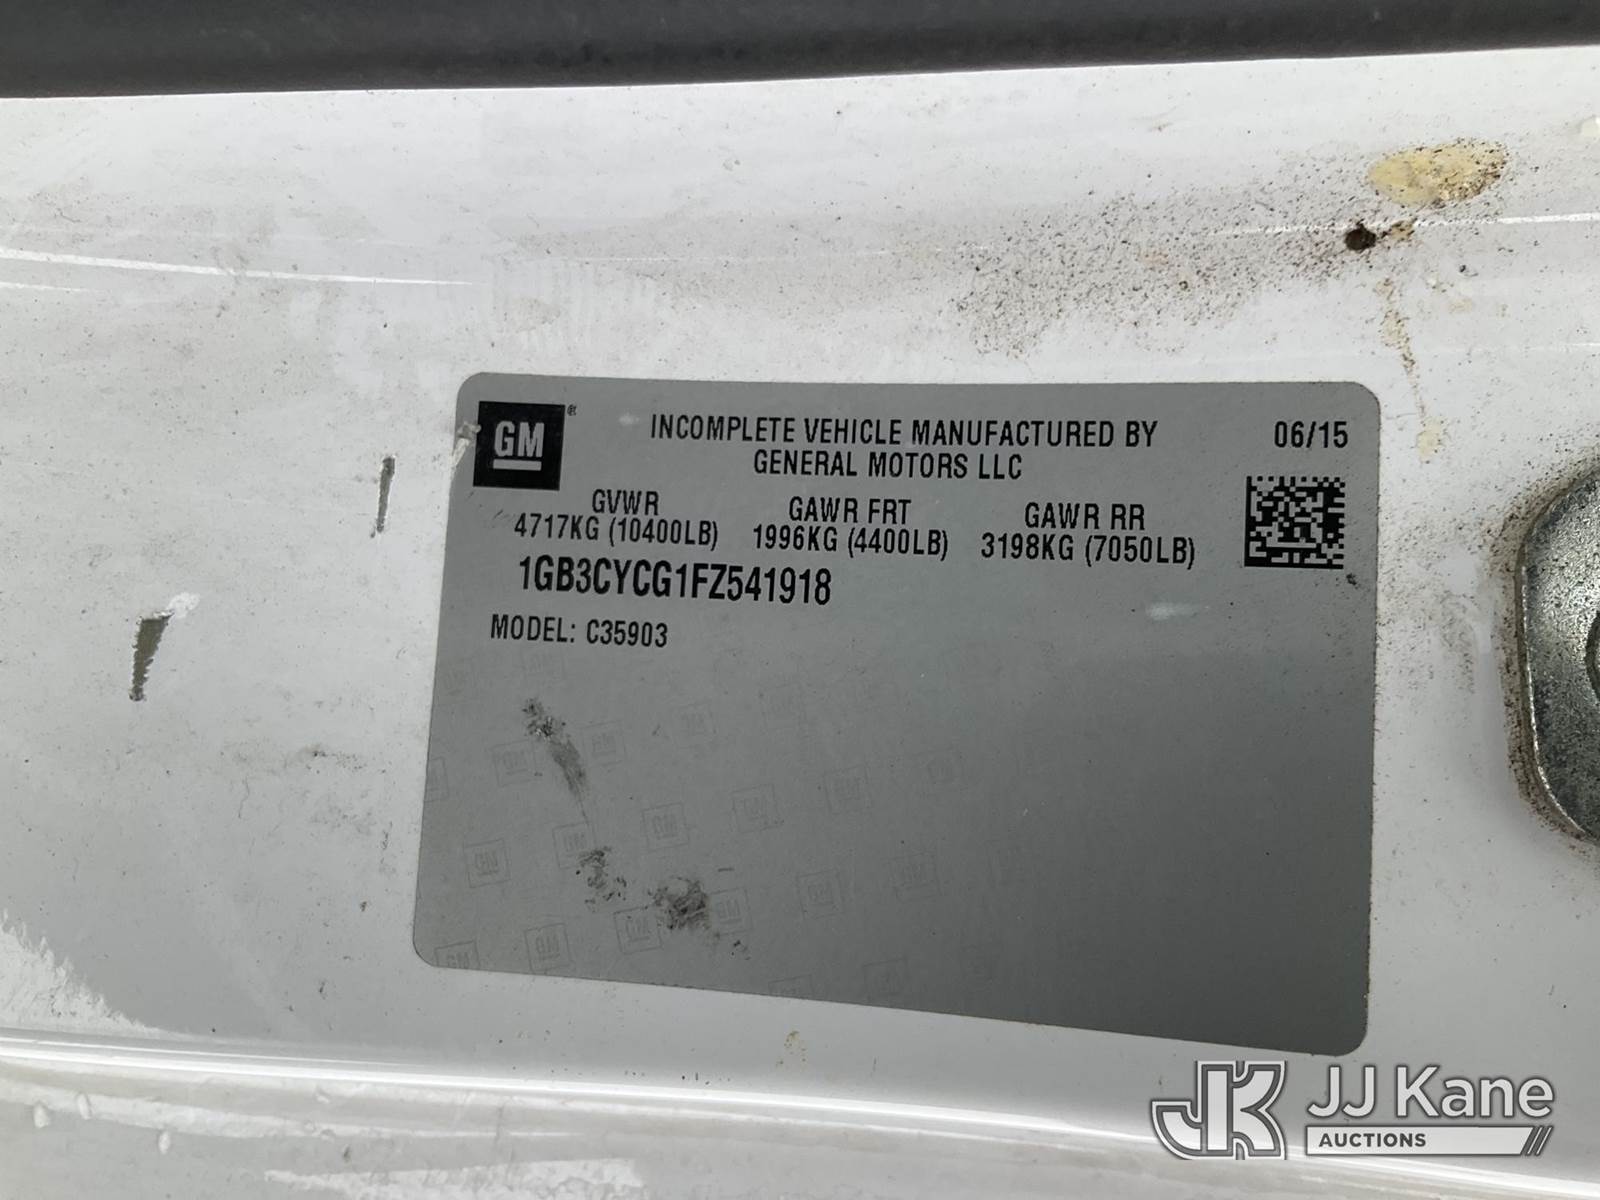 GM®
INCOMPLETE VEHICLE MANUFACTURED BY
GENERAL MOTORS LLC
06/15
GVWR
4717KG (10400LB)
GAWR FRT
1996KG (4400LB)
GAWR RR
3198KG (7050LB)
1GB3CYCG1FZ541918
MODEL: C35903
JK
JJ Kane
AUCTIONS